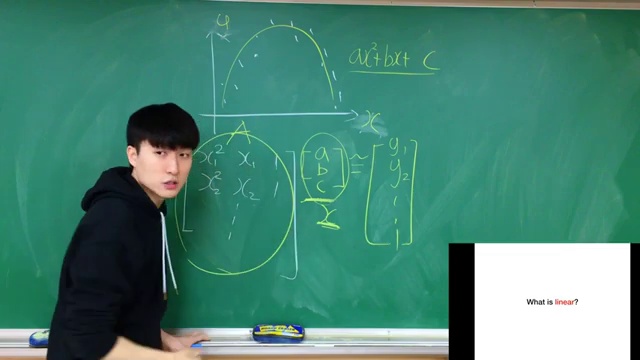 y
ax²+bx+ c
x
A
x₁² x₁ 1
x₂² x₂ 1
a
b
c
x
≈
y₁
y₂
What is linear?